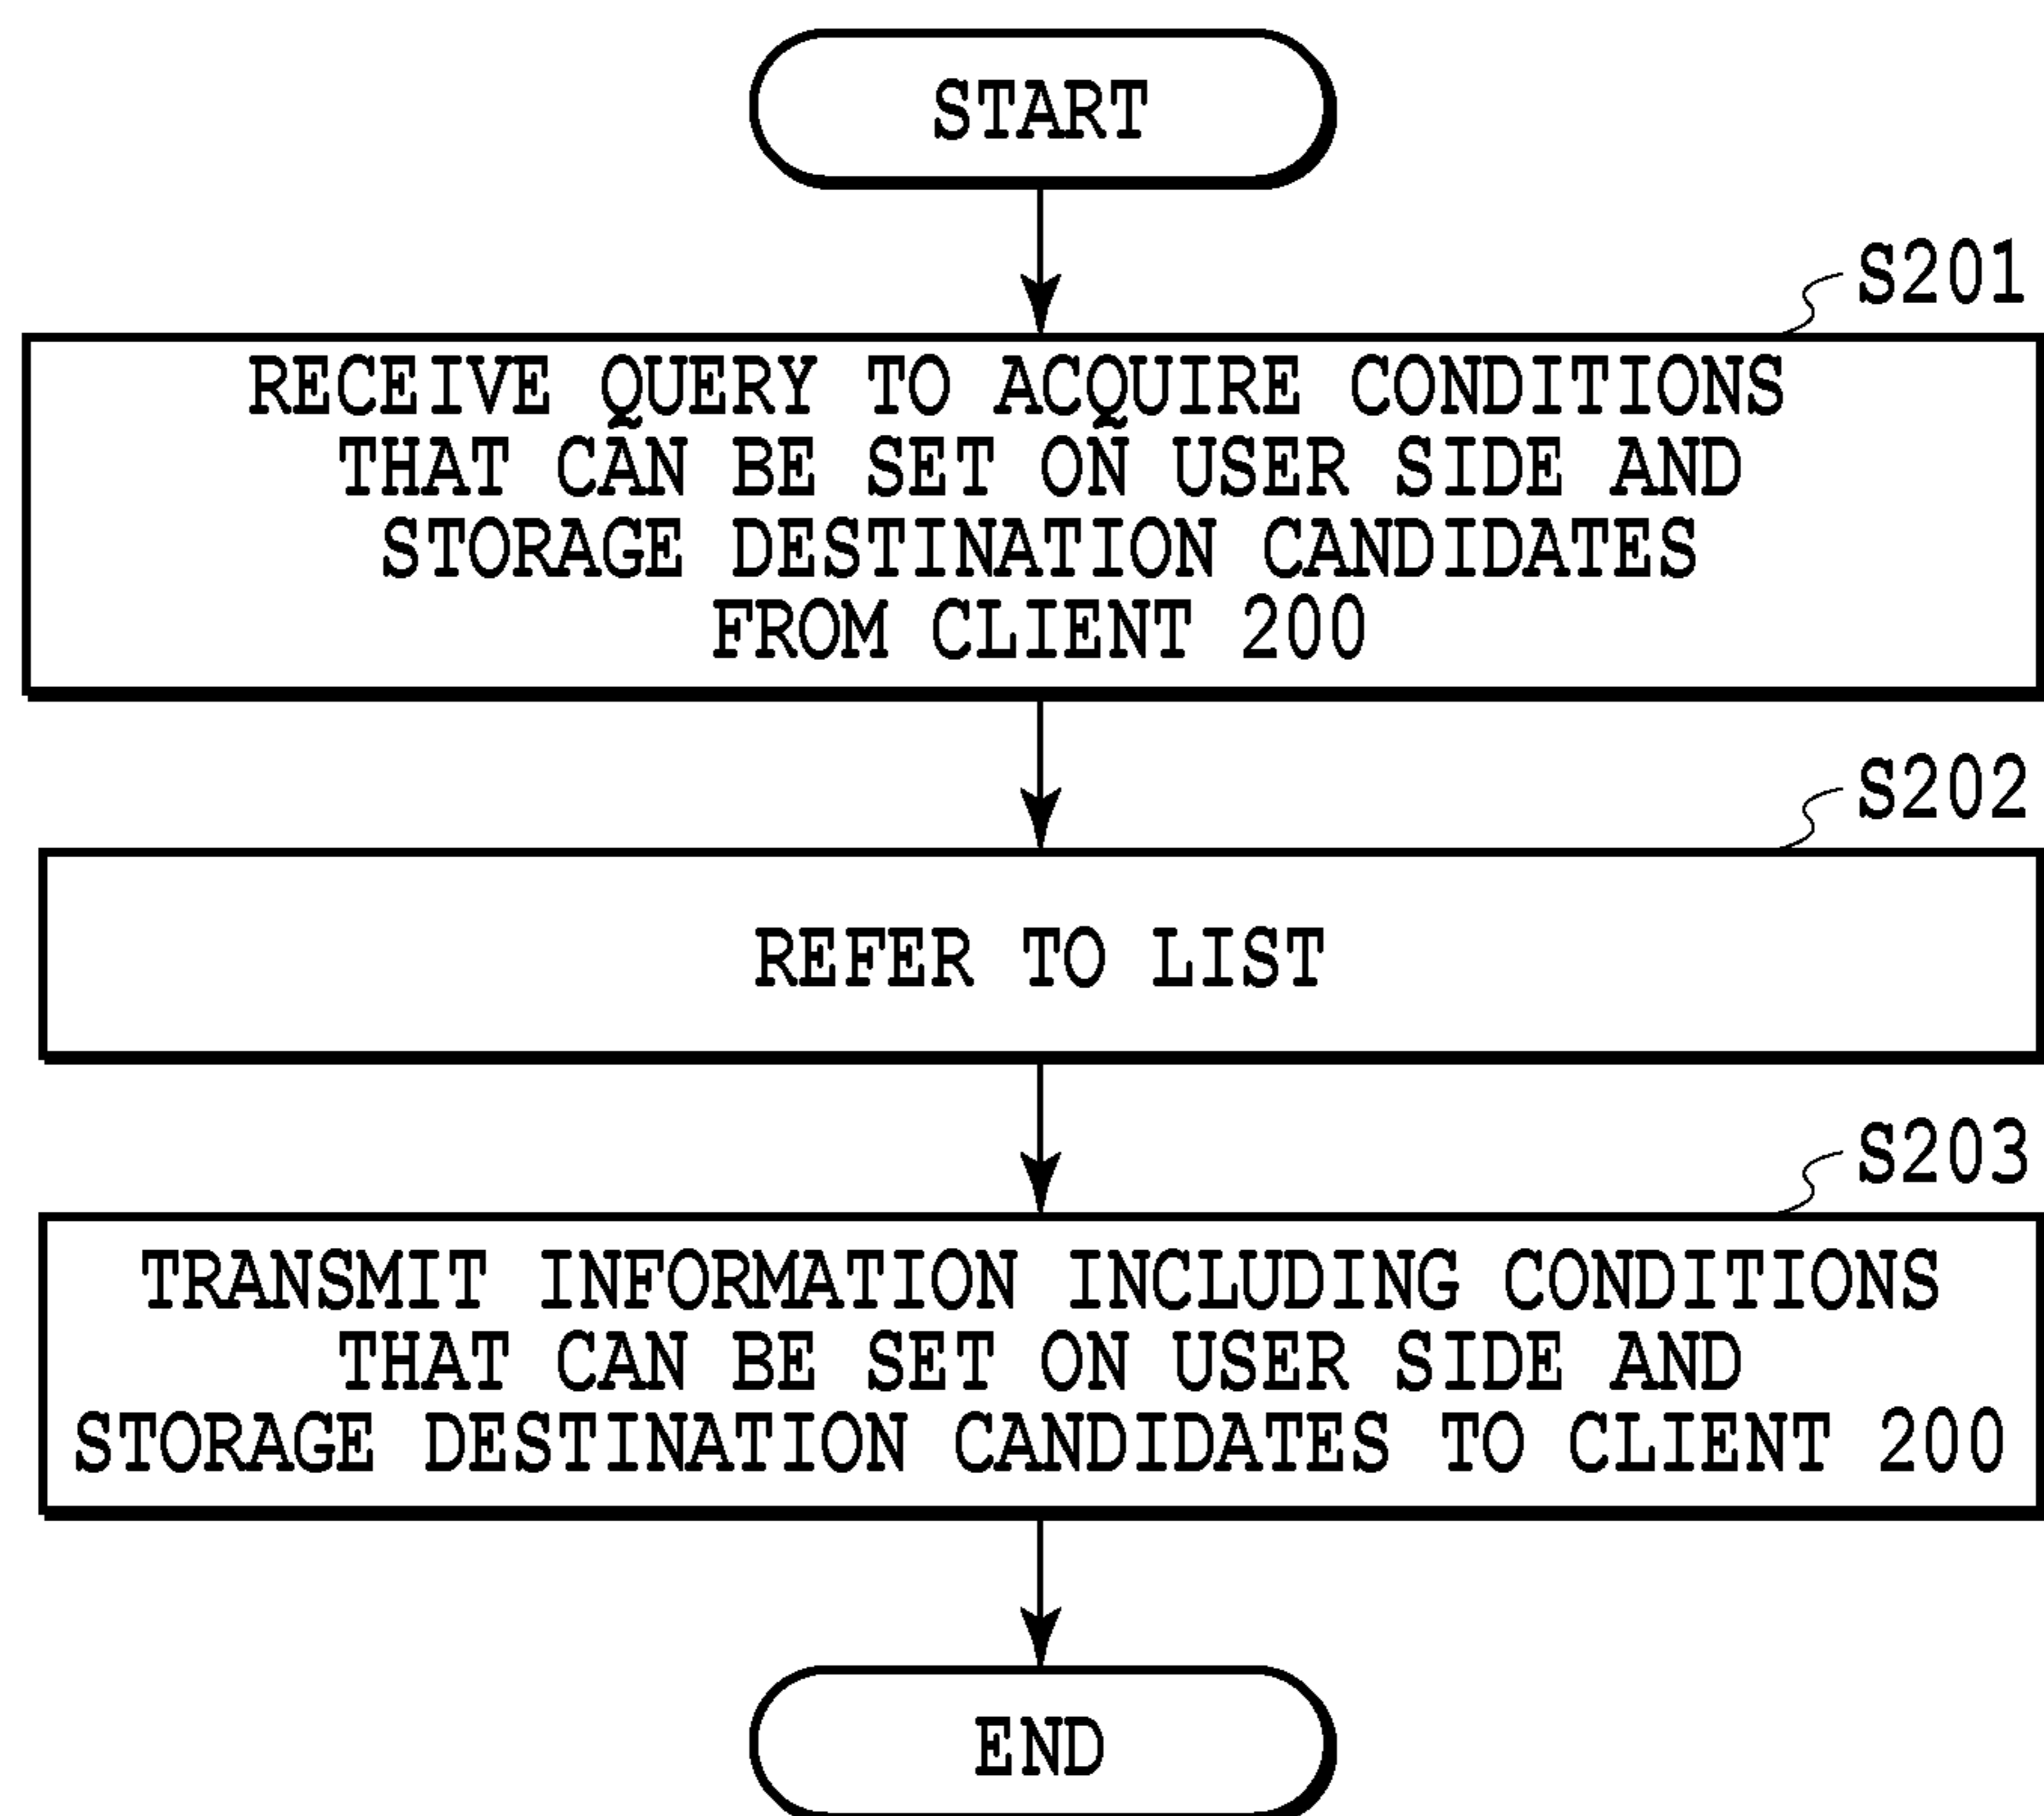 START
S201
RECEIVE QUERY TO ACQUIRE CONDITIONS
THAT CAN BE SET ON USER SIDE AND
STORAGE DESTINATION CANDIDATES
FROM CLIENT 200
S202
REFER TO LIST
S203
TRANSMIT INFORMATION INCLUDING CONDITIONS
THAT CAN BE SET ON USER SIDE AND
STORAGE DESTINATION CANDIDATES TO CLIENT 200
END